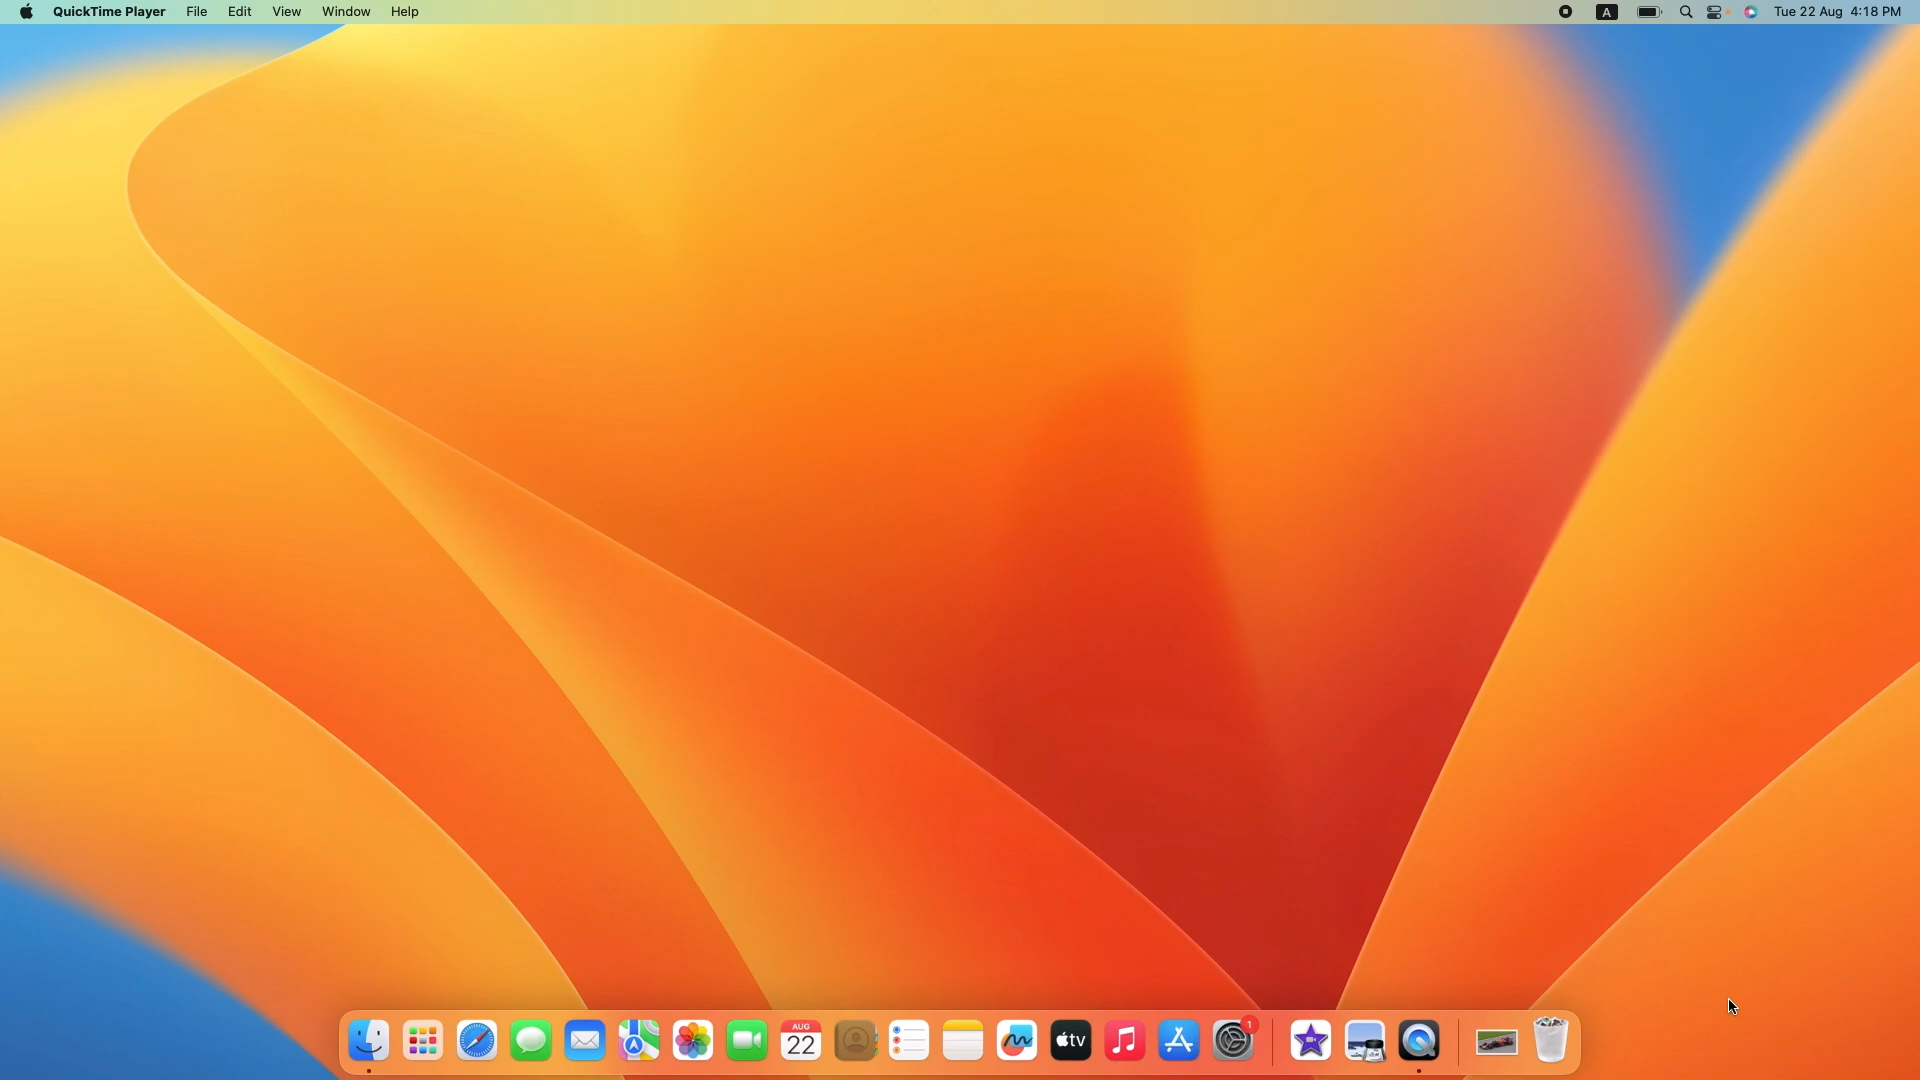 QuickTime Player File Edit View Window Help A Tue 22 Aug 4:18 PM
AUG
22
tv
1